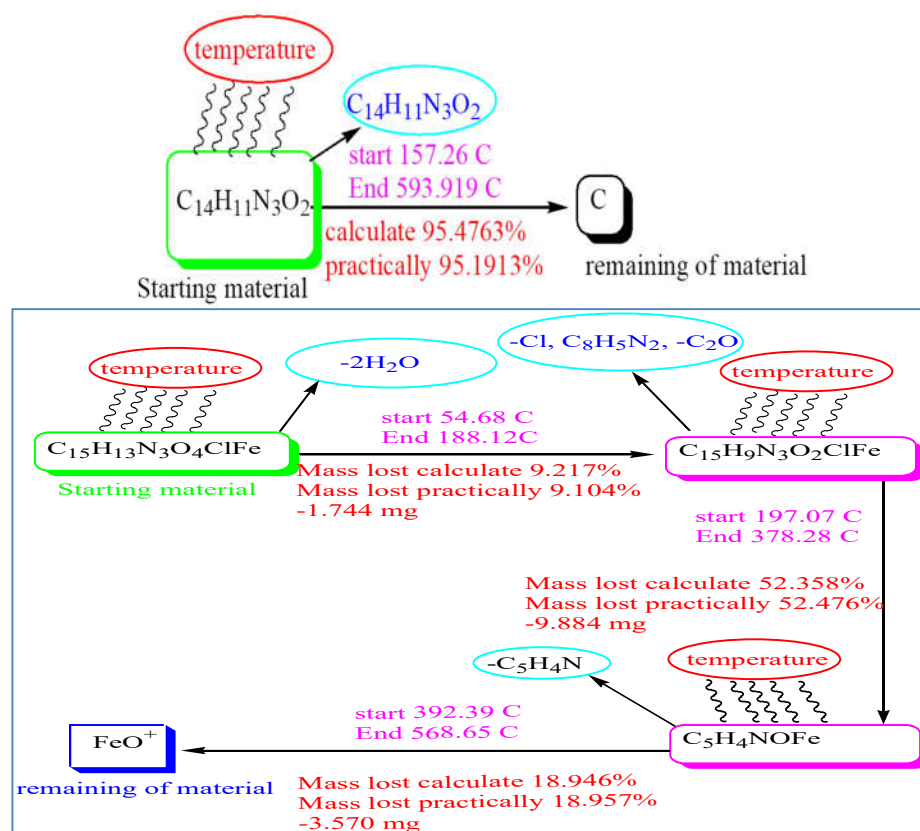 temperature
C₁₄H₁₁N₃O₂
start 157.26 C
End 593.919 C
C₁₄H₁₁N₃O₂
C
calculate 95.4763%
practically 95.1913%
remaining of material
Starting material
-Cl, C₈H₅N₂, -C₂O
temperature
-2H₂O
temperature
start 54.68 C
End 188.12C
C₁₅H₁₃N₃O₄ClFe
C₁₅H₉N₃O₂ClFe
Starting material
Mass lost calculate 9.217%
Mass lost practically 9.104%
-1.744 mg
start 197.07 C
End 378.28 C
Mass lost calculate 52.358%
Mass lost practically 52.476%
-9.884 mg
-C₅H₄N
temperature
start 392.39 C
End 568.65 C
FeO⁺
C₅H₄NOFe
remaining of material
Mass lost calculate 18.946%
Mass lost practically 18.957%
-3.570 mg